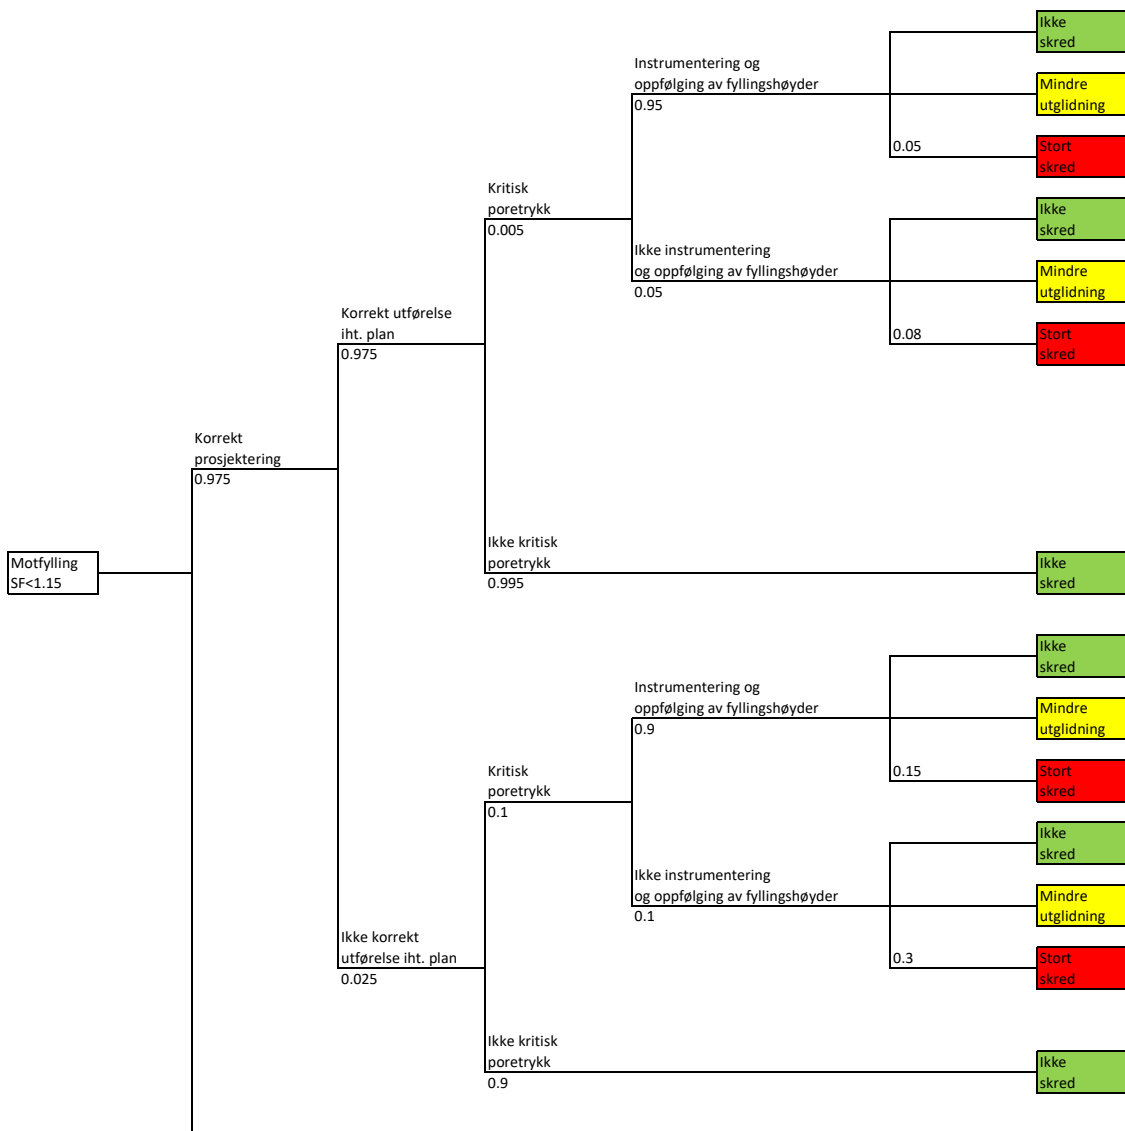 Ikke
skred
Instrumentering og
oppfølging av fyllingshøyder
0.95
Mindre
utglidning
0.05
Stort
skred
Kritisk
poretrykk
0.005
Ikke
skred
Ikke instrumentering
og oppfølging av fyllingshøyder
0.05
Mindre
utglidning
Korrekt utførelse
iht. plan
0.975
0.08
Stort
skred
Korrekt
prosjektering
0.975
Motfylling
SF<1.15
Ikke kritisk
poretrykk
0.995
Ikke
skred
Ikke
skred
Instrumentering og
oppfølging av fyllingshøyder
0.9
Mindre
utglidning
Kritisk
poretrykk
0.1
0.15
Stort
skred
Ikke
skred
Ikke instrumentering
og oppfølging av fyllingshøyder
0.1
Mindre
utglidning
Ikke korrekt
utførelse iht. plan
0.025
0.3
Stort
skred
Ikke kritisk
poretrykk
0.9
Ikke
skred